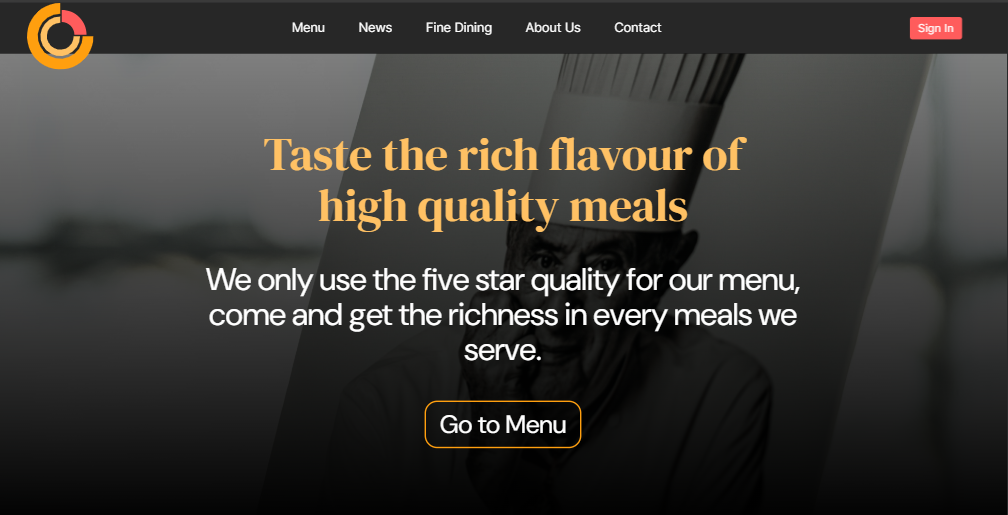 Menu News Fine Dining About Us Contact Sign In
Taste the rich flavour of
high quality meals
We only use the five star quality for our menu,
come and get the richness in every meals we
serve.
Go to Menu